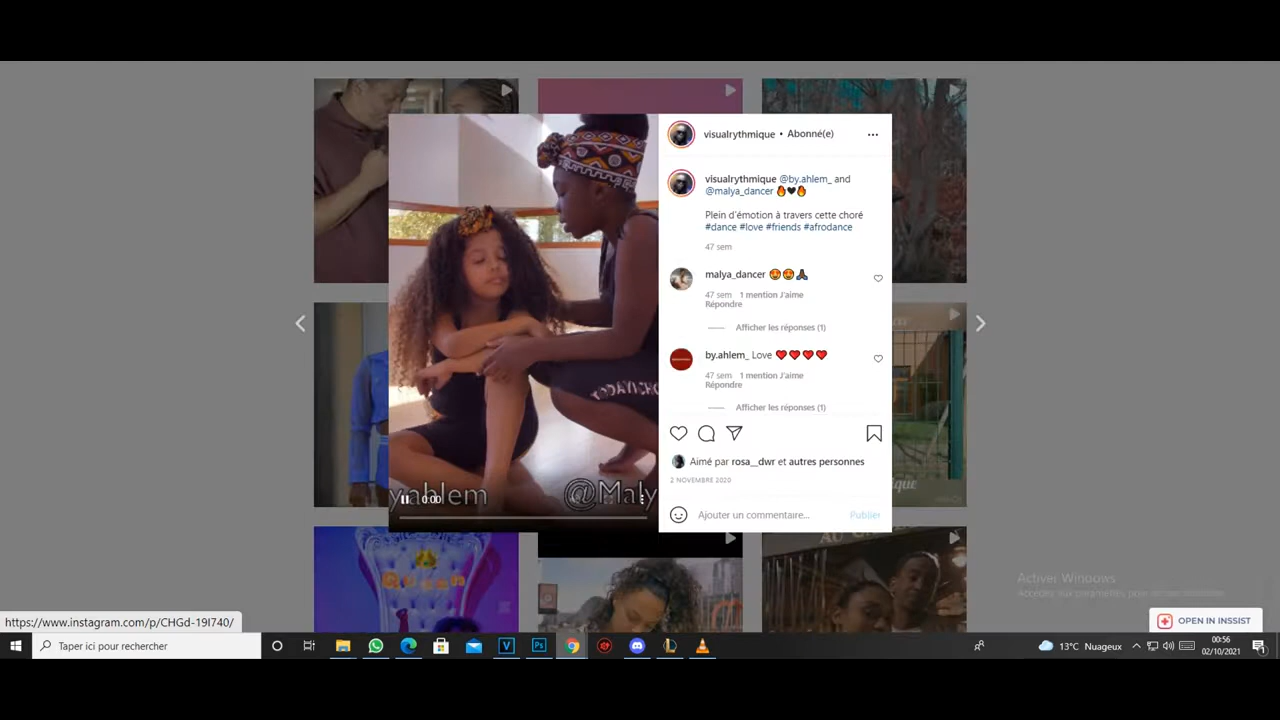 visualrythmique • Abonné(e)
visualrythmique @by.ahlem_ and
@malya_dancer 🔥🖤🔥
Plein d'émotion à travers cette choré
#dance #love #friends #afrodance
47 sem
malya_dancer 😍😍🙏🏿
47 sem 1 mention J'aime
Répondre
Afficher les réponses (1)
by.ahlem_ Love ❤️❤️❤️❤️
47 sem 1 mention J'aime
Répondre
Afficher les réponses (1)
Aimé par rosa__dwr et autres personnes
2 NOVEMBRE 2020
Ajouter un commentaire... Publier
yahlem @Maly
0:00
Activer Windows
https://www.instagram.com/p/CHGd-19I740/
OPEN IN INSSIST
Taper ici pour rechercher
13°C Nuageux
00:56
02/10/2021